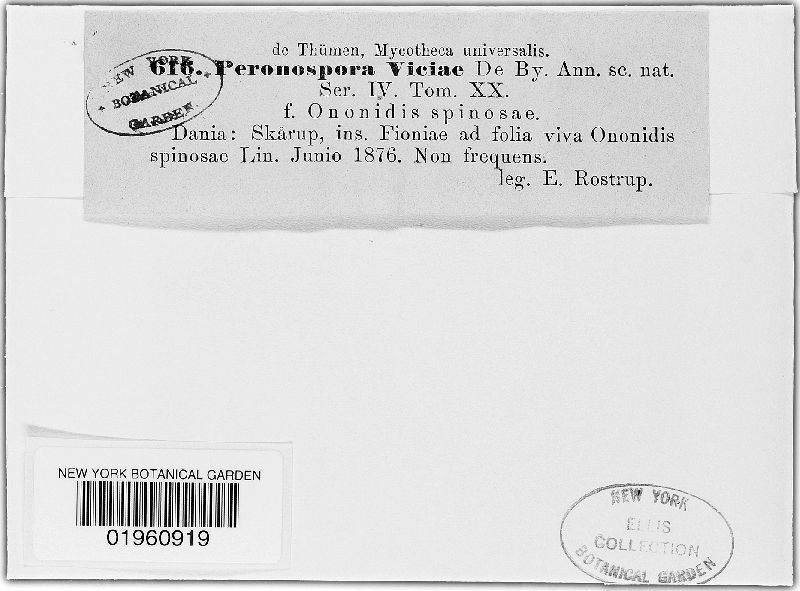 de Thümen, Mycotheca universalis.
616. Peronospora Viciae De By. Ann. sc. nat.
Ser. IV. Tom. XX.
f. Ononidis spinosae.
Dania: Skárup, ins. Fioniae ad folia viva Ononidis
spinosae Lin. Junio 1876. Non frequens.
leg. E. Rostrup.
NEW YORK
BOTANICAL
GARDEN
NEW YORK BOTANICAL GARDEN
01960919
NEW YORK
ELLIS
COLLECTION
BOTANICAL GARDEN